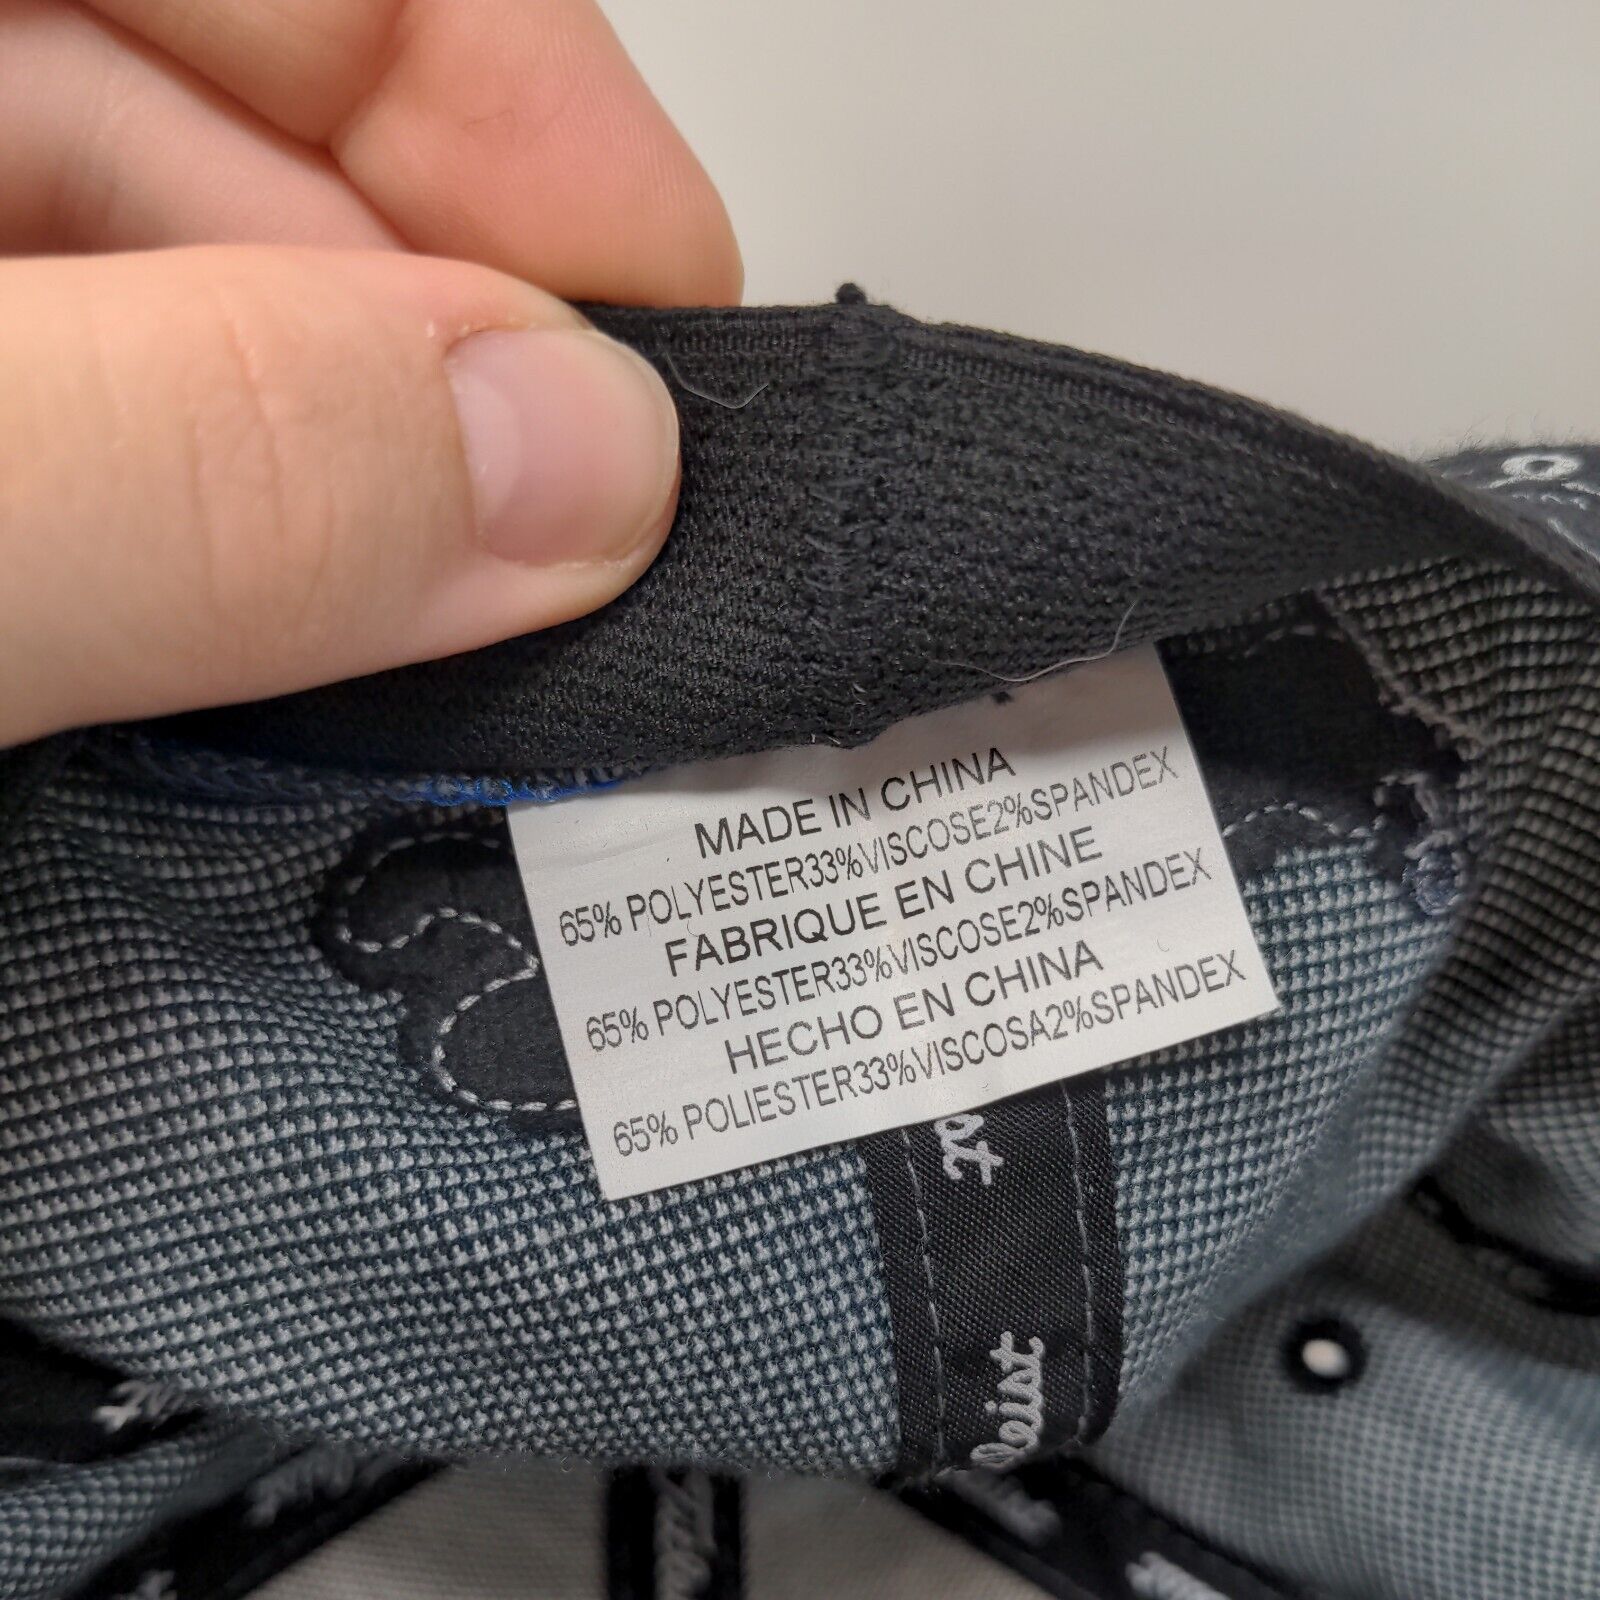 MADE IN CHINA
65% POLYESTER33%VISCOSE2%SPANDEX
FABRIQUE EN CHINE
65% POLYESTER33%VISCOSE2%SPANDEX
HECHO EN CHINA
65% POLIESTER33%VISCOSA2%SPANDEX